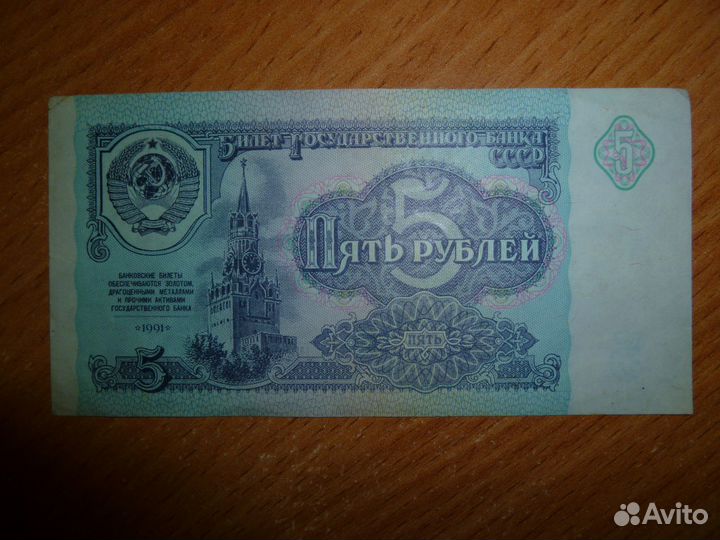 Билет Государственного Банка
СССР
5
5
5
Пять рублей
БАНКОВСКИЕ БИЛЕТЫ
ОБЕСПЕЧИВАЮТСЯ ЗОЛОТОМ,
ДРАГОЦЕННЫМИ МЕТАЛЛАМИ
И ПРОЧИМИ АКТИВАМИ
ГОСУДАРСТВЕННОГО БАНКА
☆1991☆
5
ПЯТЬ
5
Avito